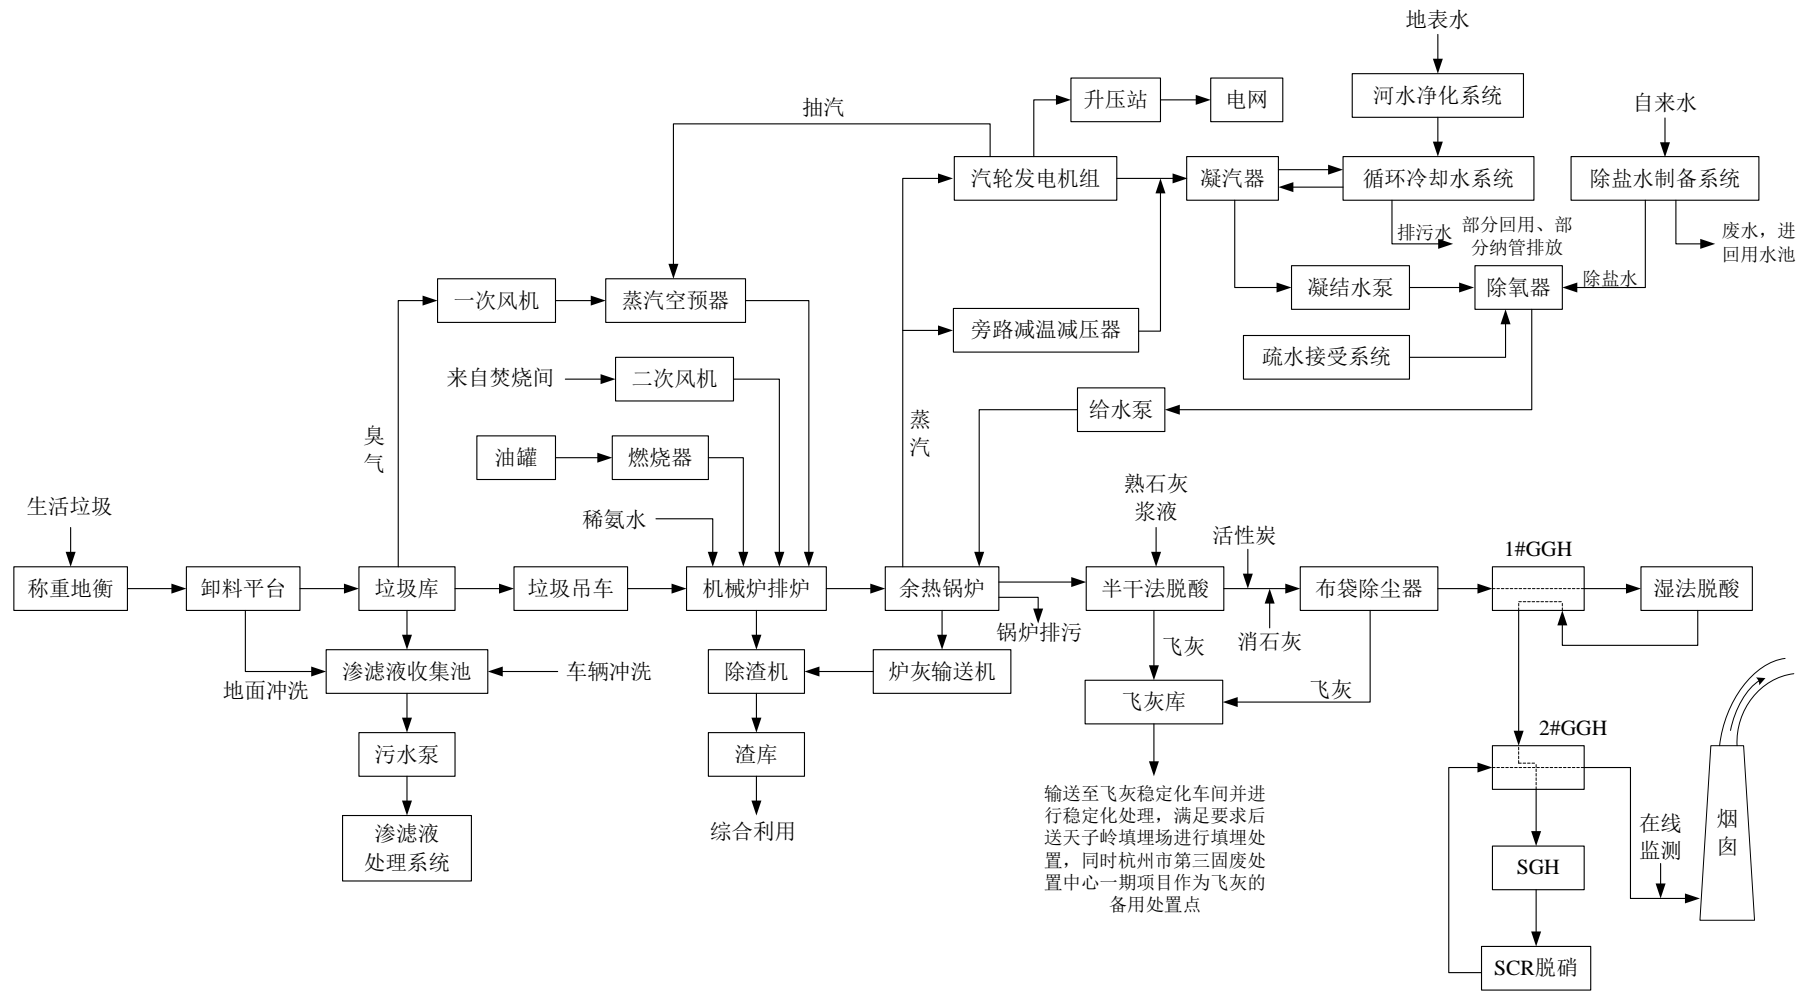 地表水
升压站
电网
河水净化系统
自来水
抽汽
汽轮发电机组
凝汽器
循环冷却水系统
除盐水制备系统
排污水
部分回用、部
分纳管排放
废水，进
回用水池
一次风机
蒸汽空预器
凝结水泵
除氧器
除盐水
旁路减温减压器
疏水接受系统
来自焚烧间
二次风机
给水泵
臭
气
蒸
汽
油罐
燃烧器
生活垃圾
稀氨水
熟石灰
浆液
活性炭
1#GGH
称重地衡
卸料平台
垃圾库
垃圾吊车
机械炉排炉
余热锅炉
半干法脱酸
布袋除尘器
湿法脱酸
锅炉排污
消石灰
地面冲洗
渗滤液收集池
车辆冲洗
除渣机
炉灰输送机
飞灰
飞灰库
飞灰
污水泵
渣库
2#GGH
综合利用
渗滤液
处理系统
输送至飞灰稳定化车间并进
行稳定化处理，满足要求后
送天子岭填埋场进行填埋处
置，同时杭州市第三固废处
置中心一期项目作为飞灰的
备用处置点
在线
监测
烟
囱
SGH
SCR脱硝